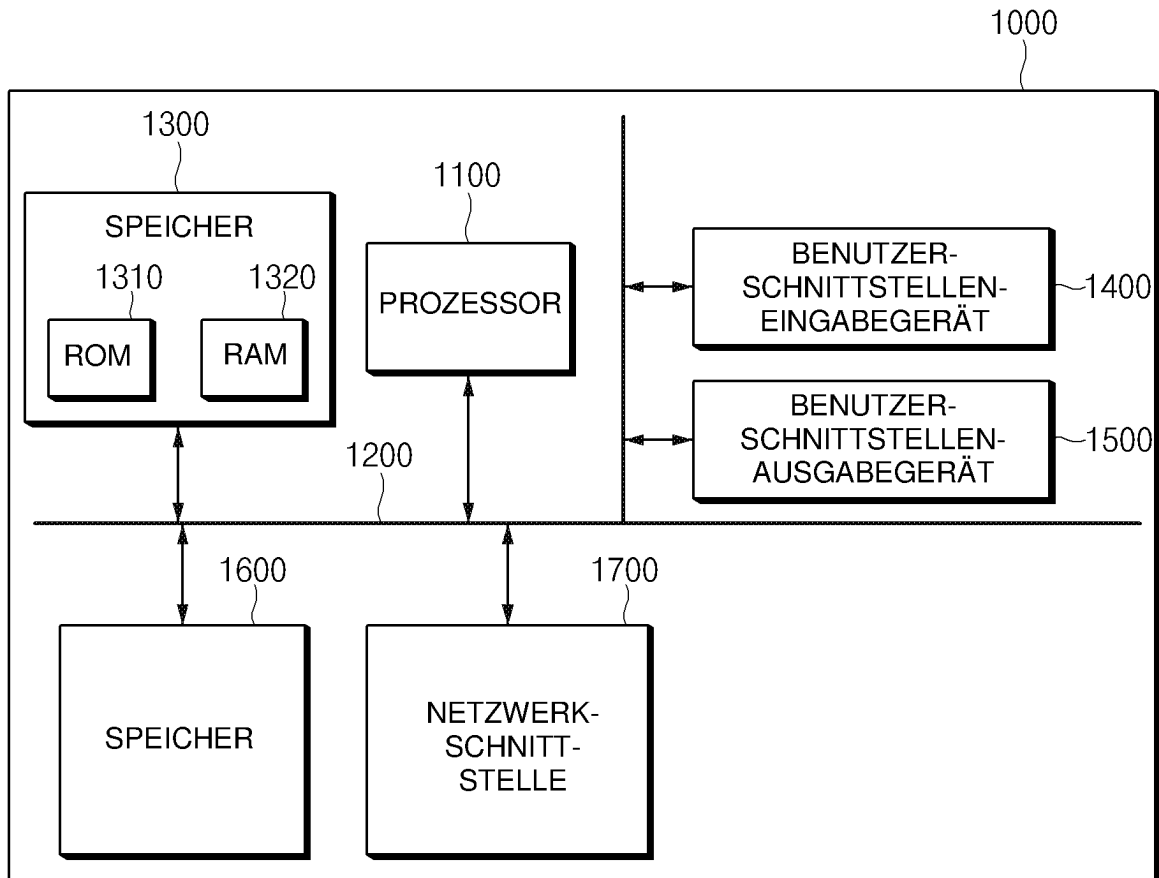 1000
1300
SPEICHER
1310
1320
ROM
RAM
1100
PROZESSOR
BENUTZER-
SCHNITTSTELLEN-
EINGABEGERÄT
1400
BENUTZER-
SCHNITTSTELLEN-
AUSGABEGERÄT
1500
1200
1600
SPEICHER
1700
NETZWERK-
SCHNITT-
STELLE